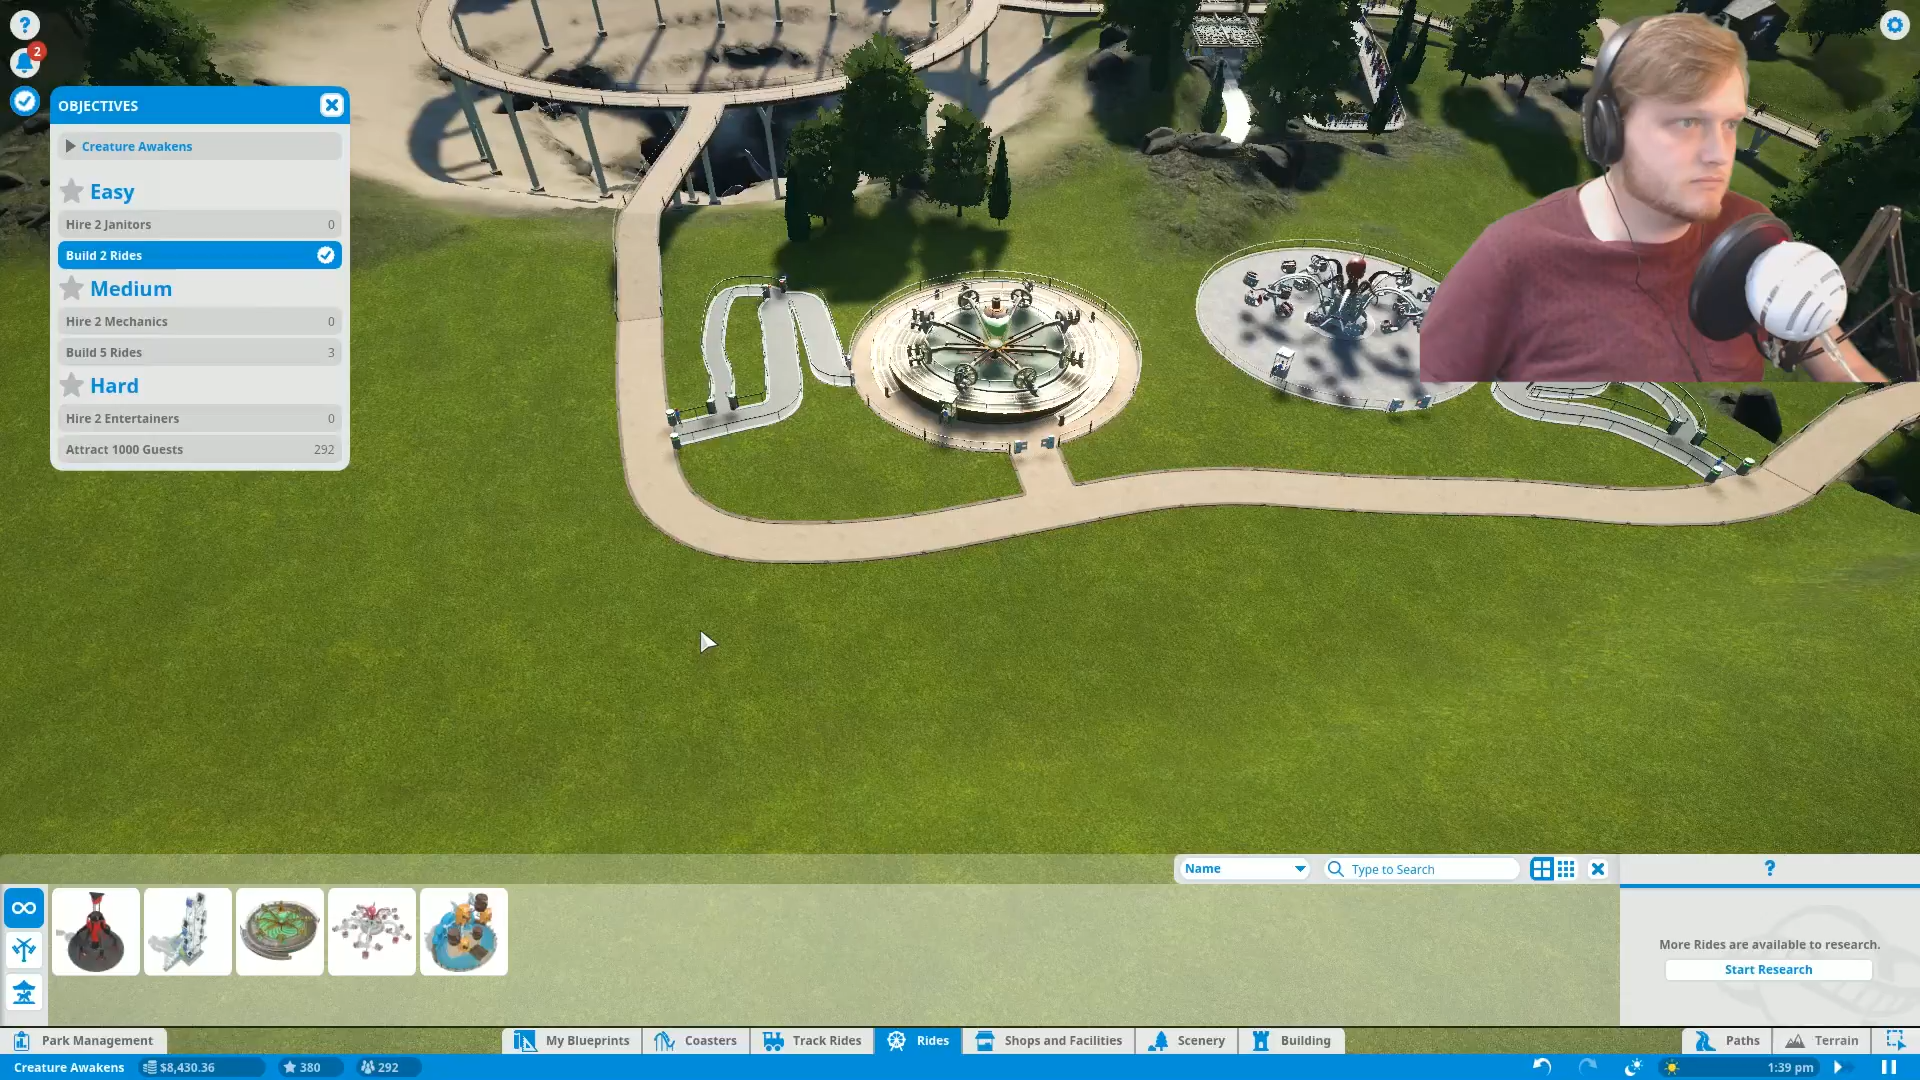 ?
2
OBJECTIVES
Creature Awakens
Easy
Hire 2 Janitors 0
Build 2 Rides
Medium
Hire 2 Mechanics 0
Build 5 Rides 3
Hard
Hire 2 Entertainers 0
Attract 1000 Guests 292
Name
Type to Search
?
More Rides are available to research.
Start Research
Park Management
My Blueprints
Coasters
Track Rides
Rides
Shops and Facilities
Scenery
Building
Paths
Terrain
Creature Awakens
$8,430.36
380
292
1:39 pm